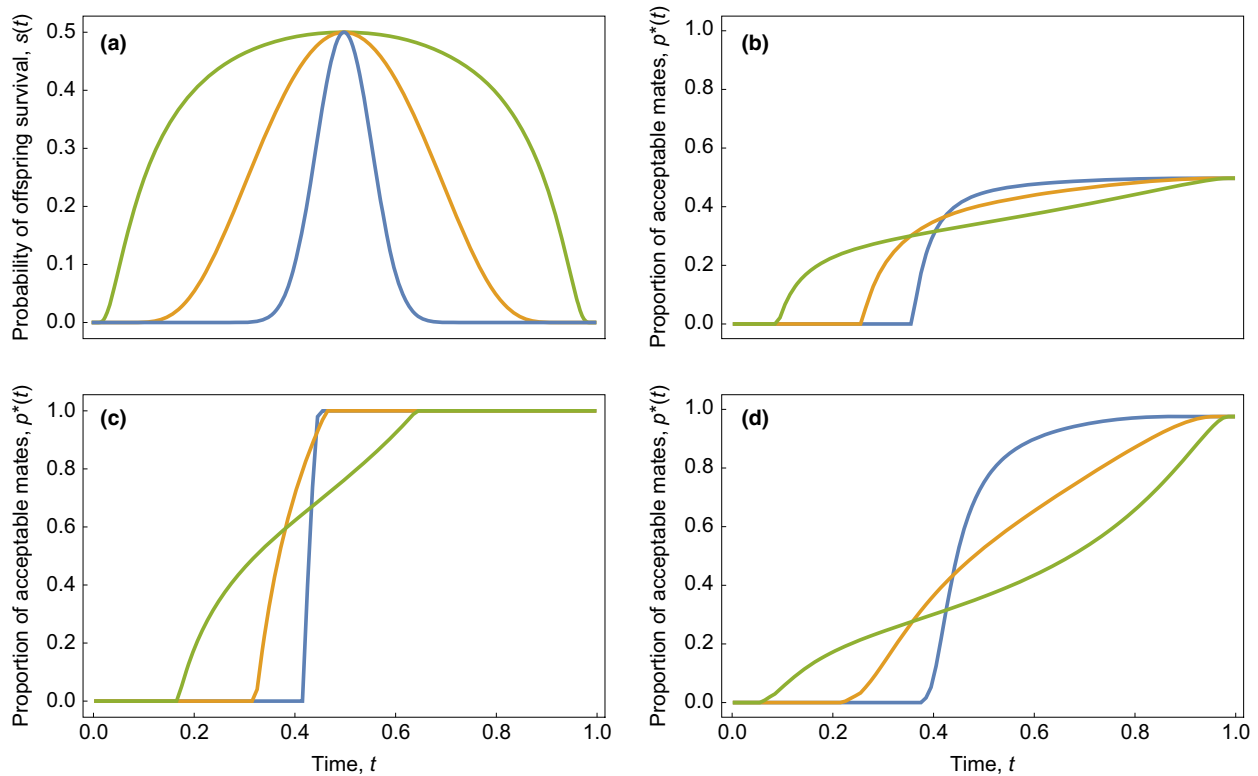 (a)
Probability of offspring survival, s(t)
0.5
0.4
0.3
0.2
0.1
0.0
(b)
Proportion of acceptable mates, p*(t)
1.0
0.8
0.6
0.4
0.2
0.0
(c)
Proportion of acceptable mates, p*(t)
1.0
0.8
0.6
0.4
0.2
0.0
0.0 0.2 0.4 0.6 0.8 1.0
Time, t
(d)
Proportion of acceptable mates, p*(t)
1.0
0.8
0.6
0.4
0.2
0.0
0.0 0.2 0.4 0.6 0.8 1.0
Time, t